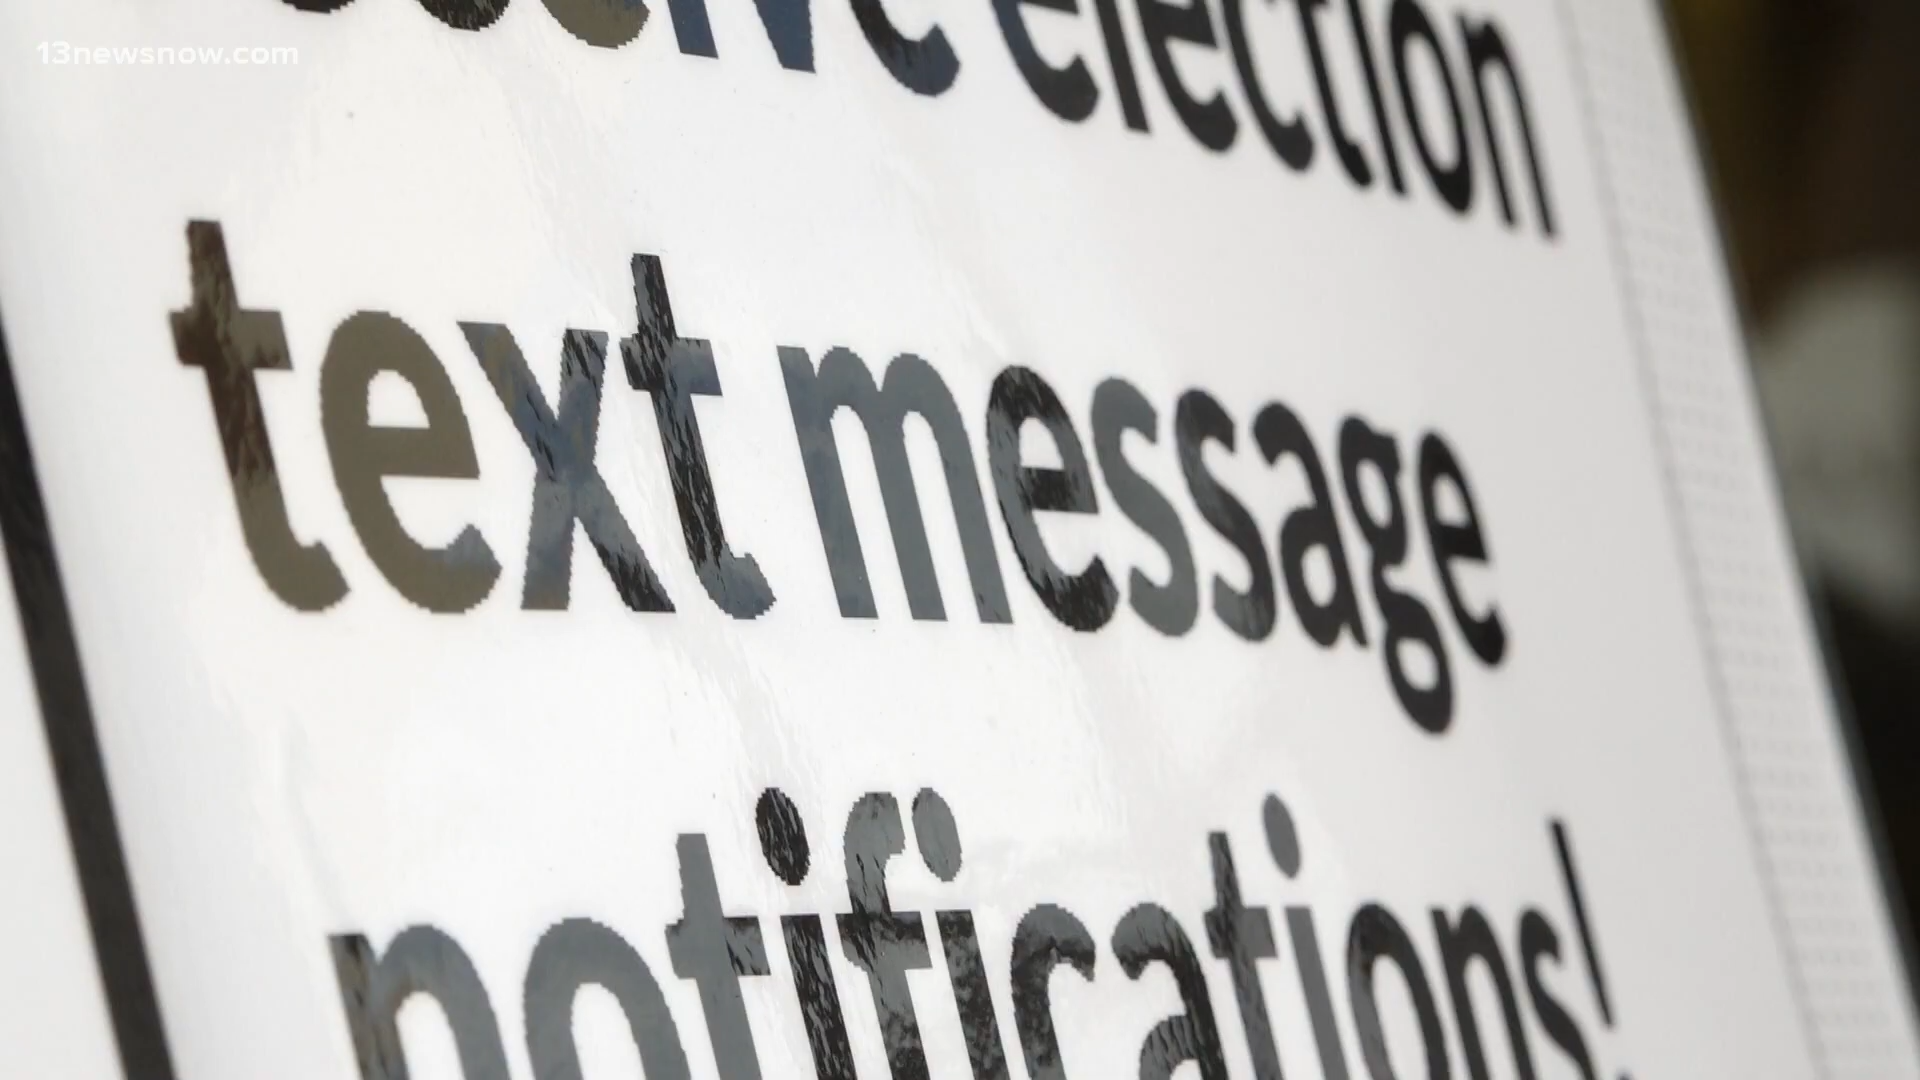 13newsnow.com
election
text message
notifications!